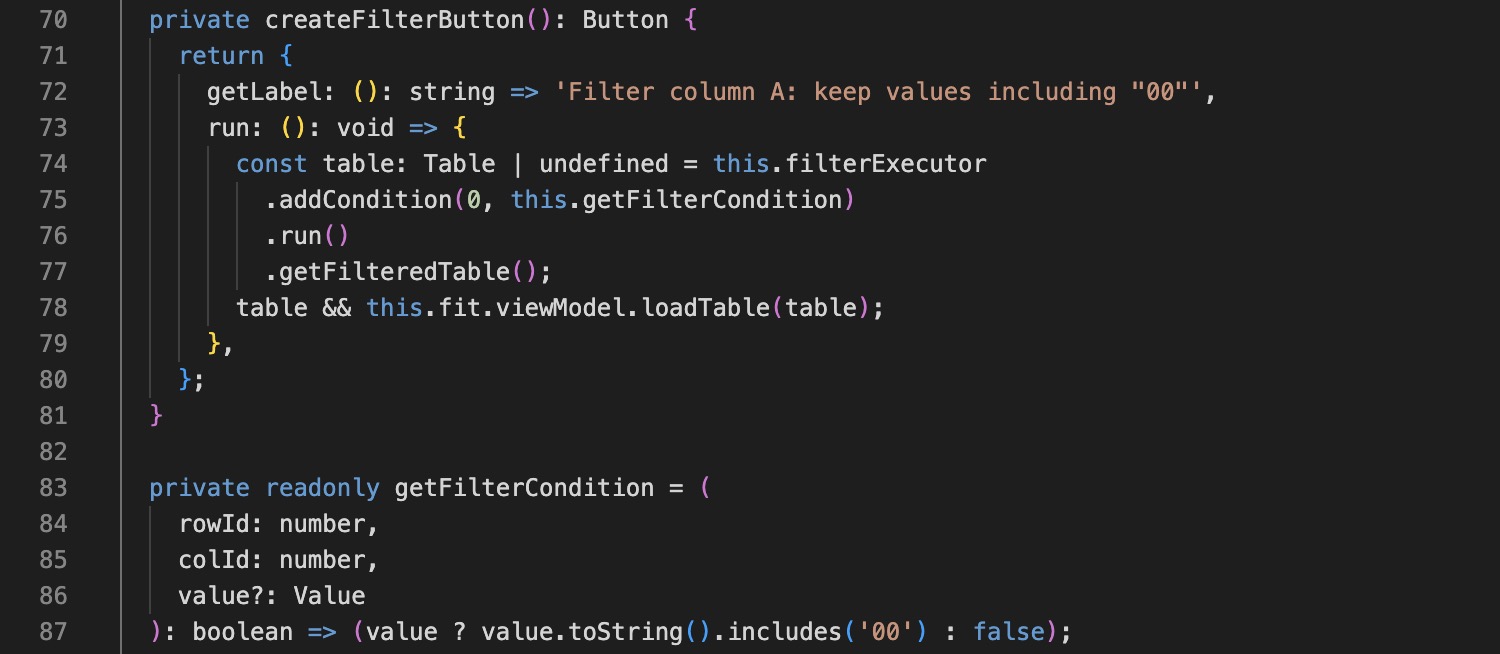 70 private createFilterButton(): Button {
71 return {
72 getLabel: (): string => 'Filter column A: keep values including "00"',
73 run: (): void => {
74 const table: Table | undefined = this.filterExecutor
75 .addCondition(0, this.getFilterCondition)
76 .run()
77 .getFilteredTable();
78 table && this.fit.viewModel.loadTable(table);
79 },
80 };
81 }
82
83 private readonly getFilterCondition = (
84 rowId: number,
85 colId: number,
86 value?: Value
87 ): boolean => (value ? value.toString().includes('00') : false);